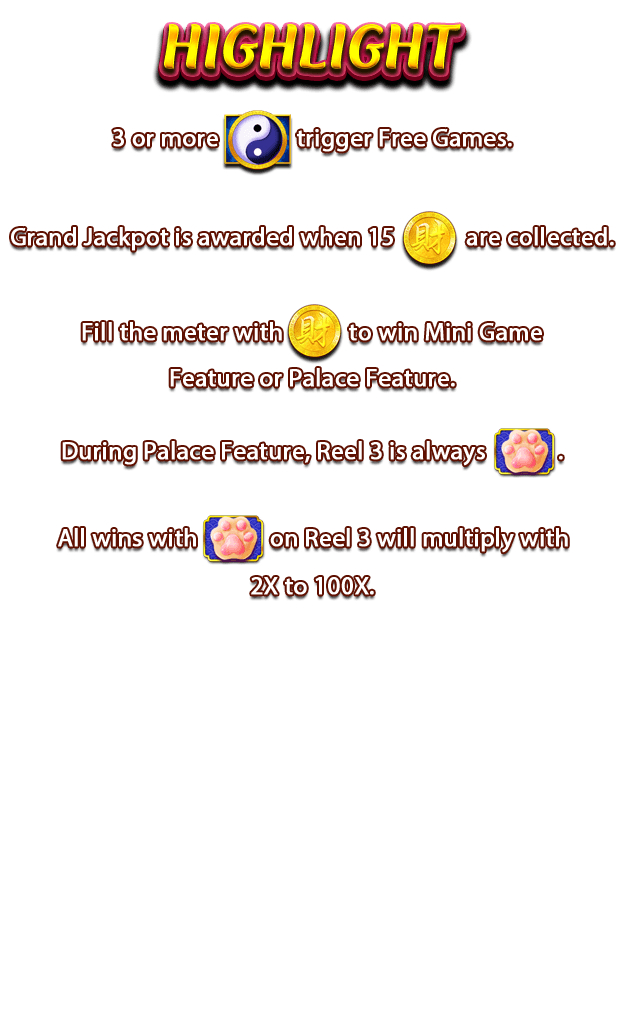 HIGHLIGHT
3 or more trigger Free Games.
Grand Jackpot is awarded when 15 財 are collected.
Fill the meter with 財 to win Mini Game
Feature or Palace Feature.
During Palace Feature, Reel 3 is always .
All wins with on Reel 3 will multiply with
2X to 100X.